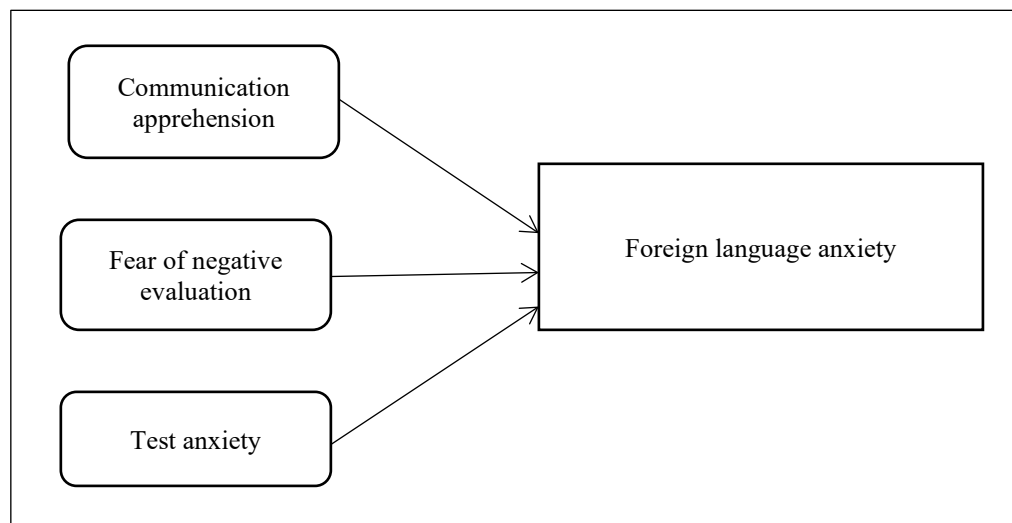 Communication
apprehension
Fear of negative
evaluation
Test anxiety
Foreign language anxiety